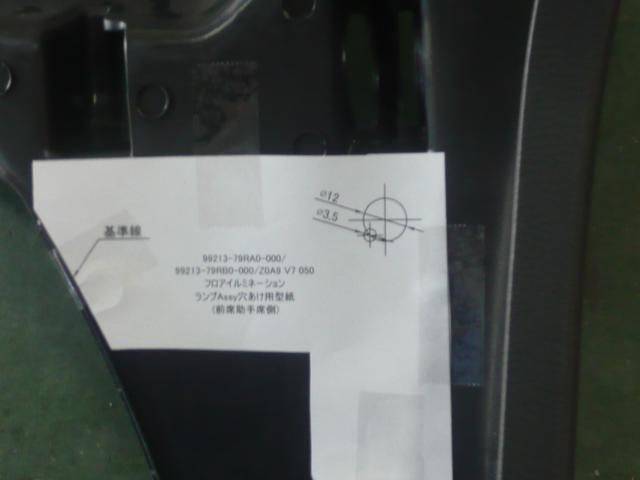 ⌀12
⌀3.5
基準線
99213-79RA0-000/
99213-79RB0-000/Z0A9 V7 050
フロアイルミネーション
ランプAssy穴あけ用型紙
(前席助手席側)